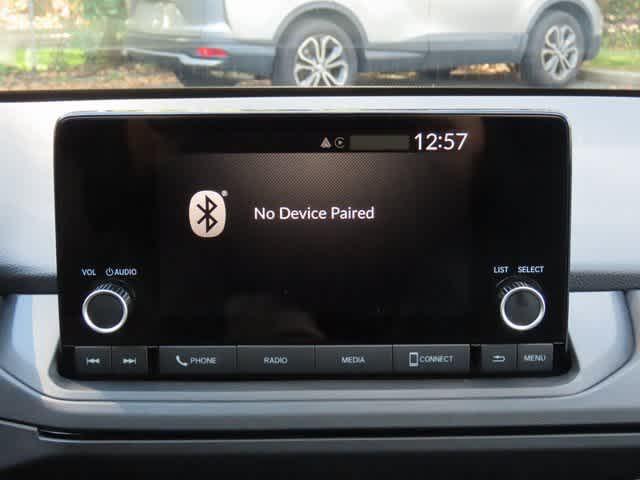 12:57
No Device Paired
VOL AUDIO
LIST SELECT
PHONE RADIO MEDIA CONNECT MENU